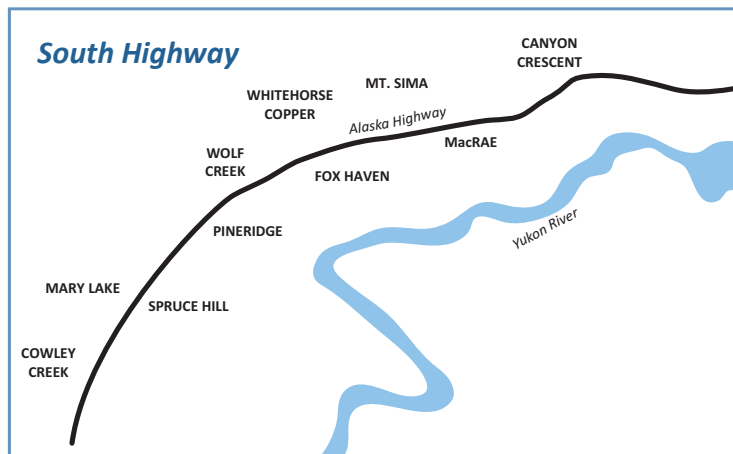 South Highway
CANYON
CRESCENT
MT. SIMA
WHITEHORSE
COPPER
Alaska Highway
MacRAE
WOLF
CREEK
FOX HAVEN
Yukon River
PINERIDGE
MARY LAKE
SPRUCE HILL
COWLEY
CREEK